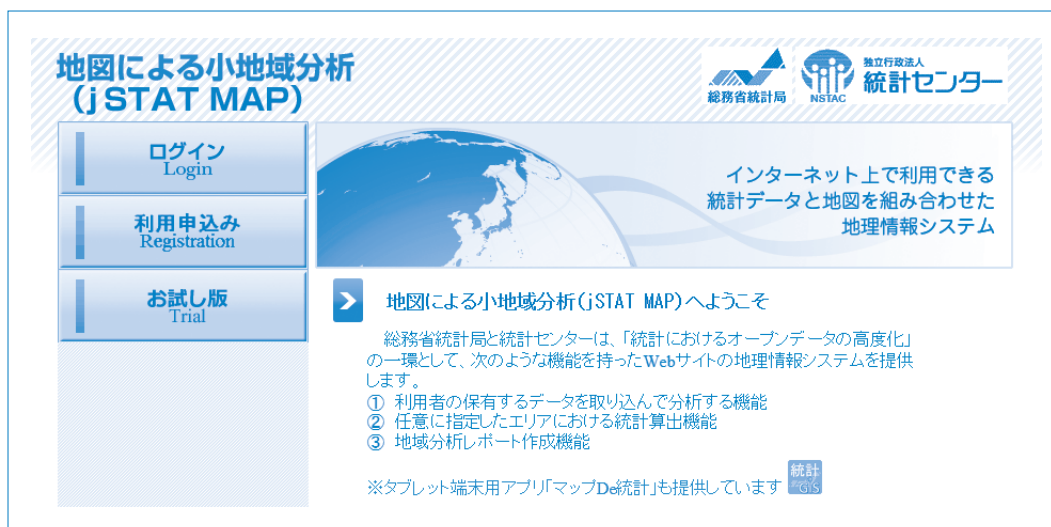 地図による小地域分析
(jSTAT MAP)
総務省統計局
NSTAC
独立行政法人
統計センター
ログイン
Login
利用申込み
Registration
お試し版
Trial
インターネット上で利用できる
統計データと地図を組み合わせた
地理情報システム
地図による小地域分析(jSTAT MAP)へようこそ
総務省統計局と統計センターは、「統計におけるオープンデータの高度化」
の一環として、次のような機能を持ったWebサイトの地理情報システムを提供
します。
① 利用者の保有するデータを取り込んで分析する機能
② 任意に指定したエリアにおける統計算出機能
③ 地域分析レポート作成機能
※タブレット端末用アプリ「マップDe統計」も提供しています
統計
GIS